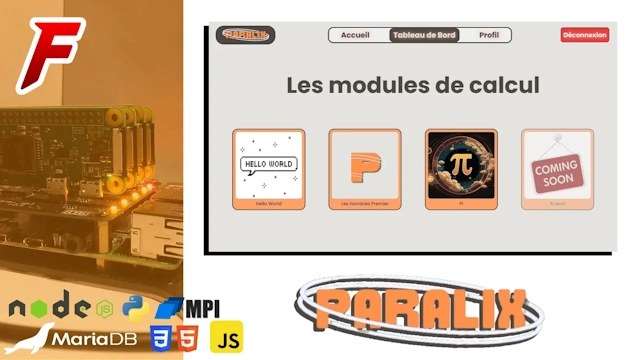 F
PARALIX
Accueil
Tableau de Bord
Profil
Déconnexion
Les modules de calcul
HELLO WORLD
P
π
COMING
SOON
Hello World
Les nombres Premier
Pi
A venir
node
JS
MPI
MariaDB
3
5
JS
PARALIX